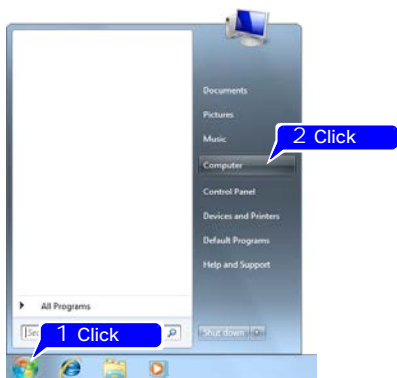 Documents
Pictures
Music
2 Click
Computer
Control Panel
Devices and Printers
Default Programs
Help and Support
All Programs
1 Click
Shut down